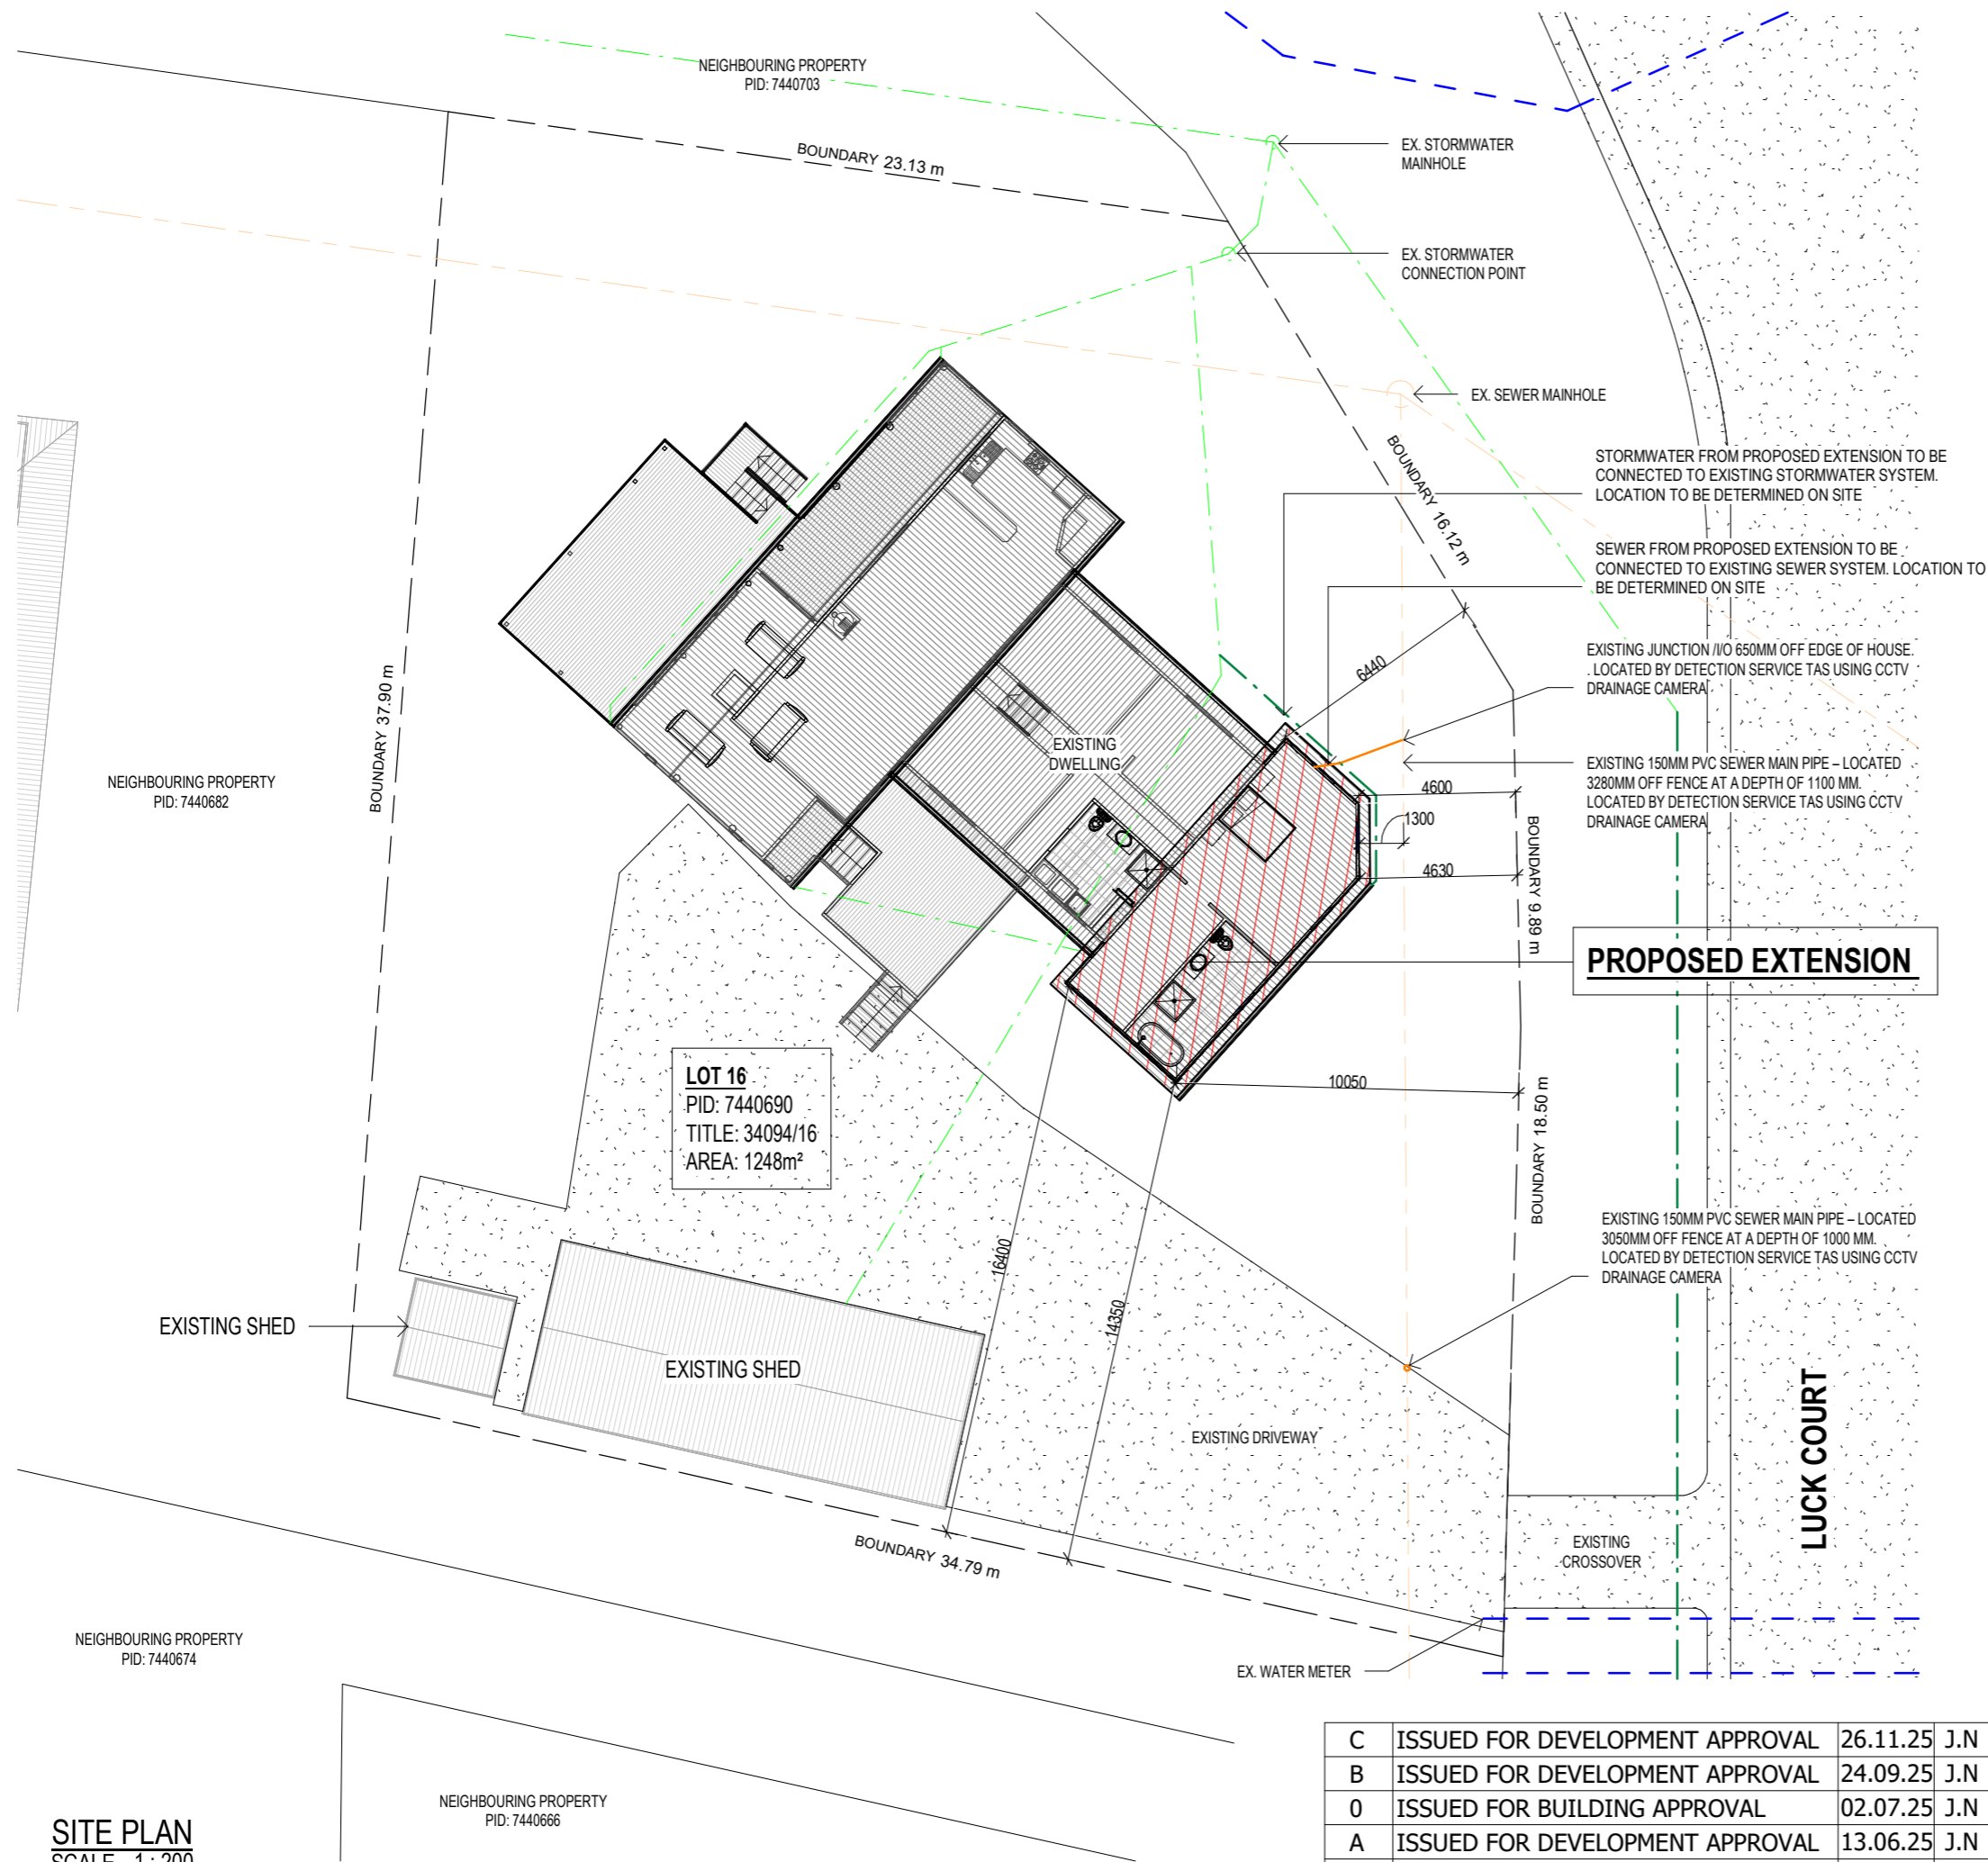 NEIGHBOURING PROPERTY
PID: 7440703
BOUNDARY 23.13 m
EX. STORMWATER
MAINHOLE
EX. STORMWATER
CONNECTION POINT
EX. SEWER MAINHOLE
BOUNDARY 16.12 m
STORMWATER FROM PROPOSED EXTENSION TO BE
CONNECTED TO EXISTING STORMWATER SYSTEM.
LOCATION TO BE DETERMINED ON SITE
SEWER FROM PROPOSED EXTENSION TO BE
CONNECTED TO EXISTING SEWER SYSTEM. LOCATION TO
BE DETERMINED ON SITE
EXISTING JUNCTION /I/O 650MM OFF EDGE OF HOUSE.
LOCATED BY DETECTION SERVICE TAS USING CCTV
DRAINAGE CAMERA
6440
BOUNDARY 37.90 m
EXISTING
DWELLING
NEIGHBOURING PROPERTY
PID: 7440682
EXISTING 150MM PVC SEWER MAIN PIPE – LOCATED
3280MM OFF FENCE AT A DEPTH OF 1100 MM.
LOCATED BY DETECTION SERVICE TAS USING CCTV
DRAINAGE CAMERA
4600
1300
4630
BOUNDARY 9.89 m
PROPOSED EXTENSION
LOT 16
PID: 7440690
TITLE: 34094/16
AREA: 1248m²
10050
BOUNDARY 18.50 m
EXISTING 150MM PVC SEWER MAIN PIPE – LOCATED
3050MM OFF FENCE AT A DEPTH OF 1000 MM.
LOCATED BY DETECTION SERVICE TAS USING CCTV
DRAINAGE CAMERA
16400
14350
EXISTING SHED
EXISTING SHED
EXISTING DRIVEWAY
LUCK COURT
BOUNDARY 34.79 m
EXISTING
CROSSOVER
NEIGHBOURING PROPERTY
PID: 7440674
EX. WATER METER
NEIGHBOURING PROPERTY
PID: 7440666
SITE PLAN
SCALE 1 : 200
C ISSUED FOR DEVELOPMENT APPROVAL 26.11.25 J.N
B ISSUED FOR DEVELOPMENT APPROVAL 24.09.25 J.N
0 ISSUED FOR BUILDING APPROVAL 02.07.25 J.N
A ISSUED FOR DEVELOPMENT APPROVAL 13.06.25 J.N